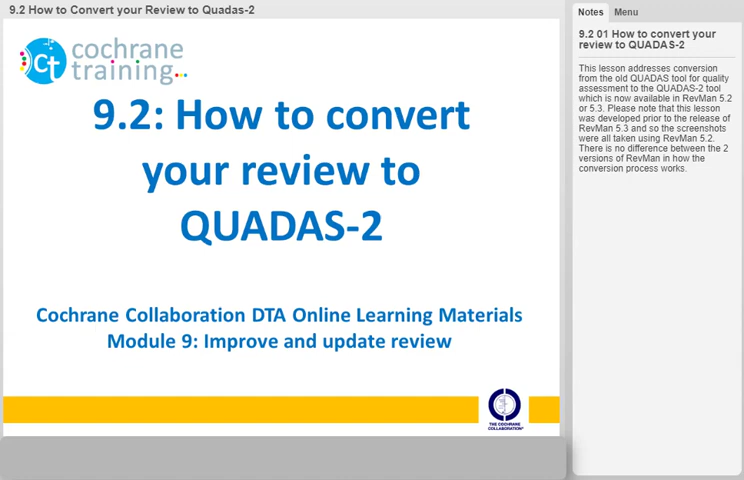 9.2 How to Convert your Review to Quadas-2
ct cochrane
training
9.2: How to convert
your review to
QUADAS-2
Cochrane Collaboration DTA Online Learning Materials
Module 9: Improve and update review
THE COCHRANE
COLLABORATION®
Notes Menu
9.2 01 How to convert your
review to QUADAS-2
This lesson addresses conversion
from the old QUADAS tool for quality
assessment to the QUADAS-2 tool
which is now available in RevMan 5.2
or 5.3. Please note that this lesson
was developed prior to the release of
RevMan 5.3 and so the screenshots
were all taken using RevMan 5.2.
There is no difference between the 2
versions of RevMan in how the
conversion process works.